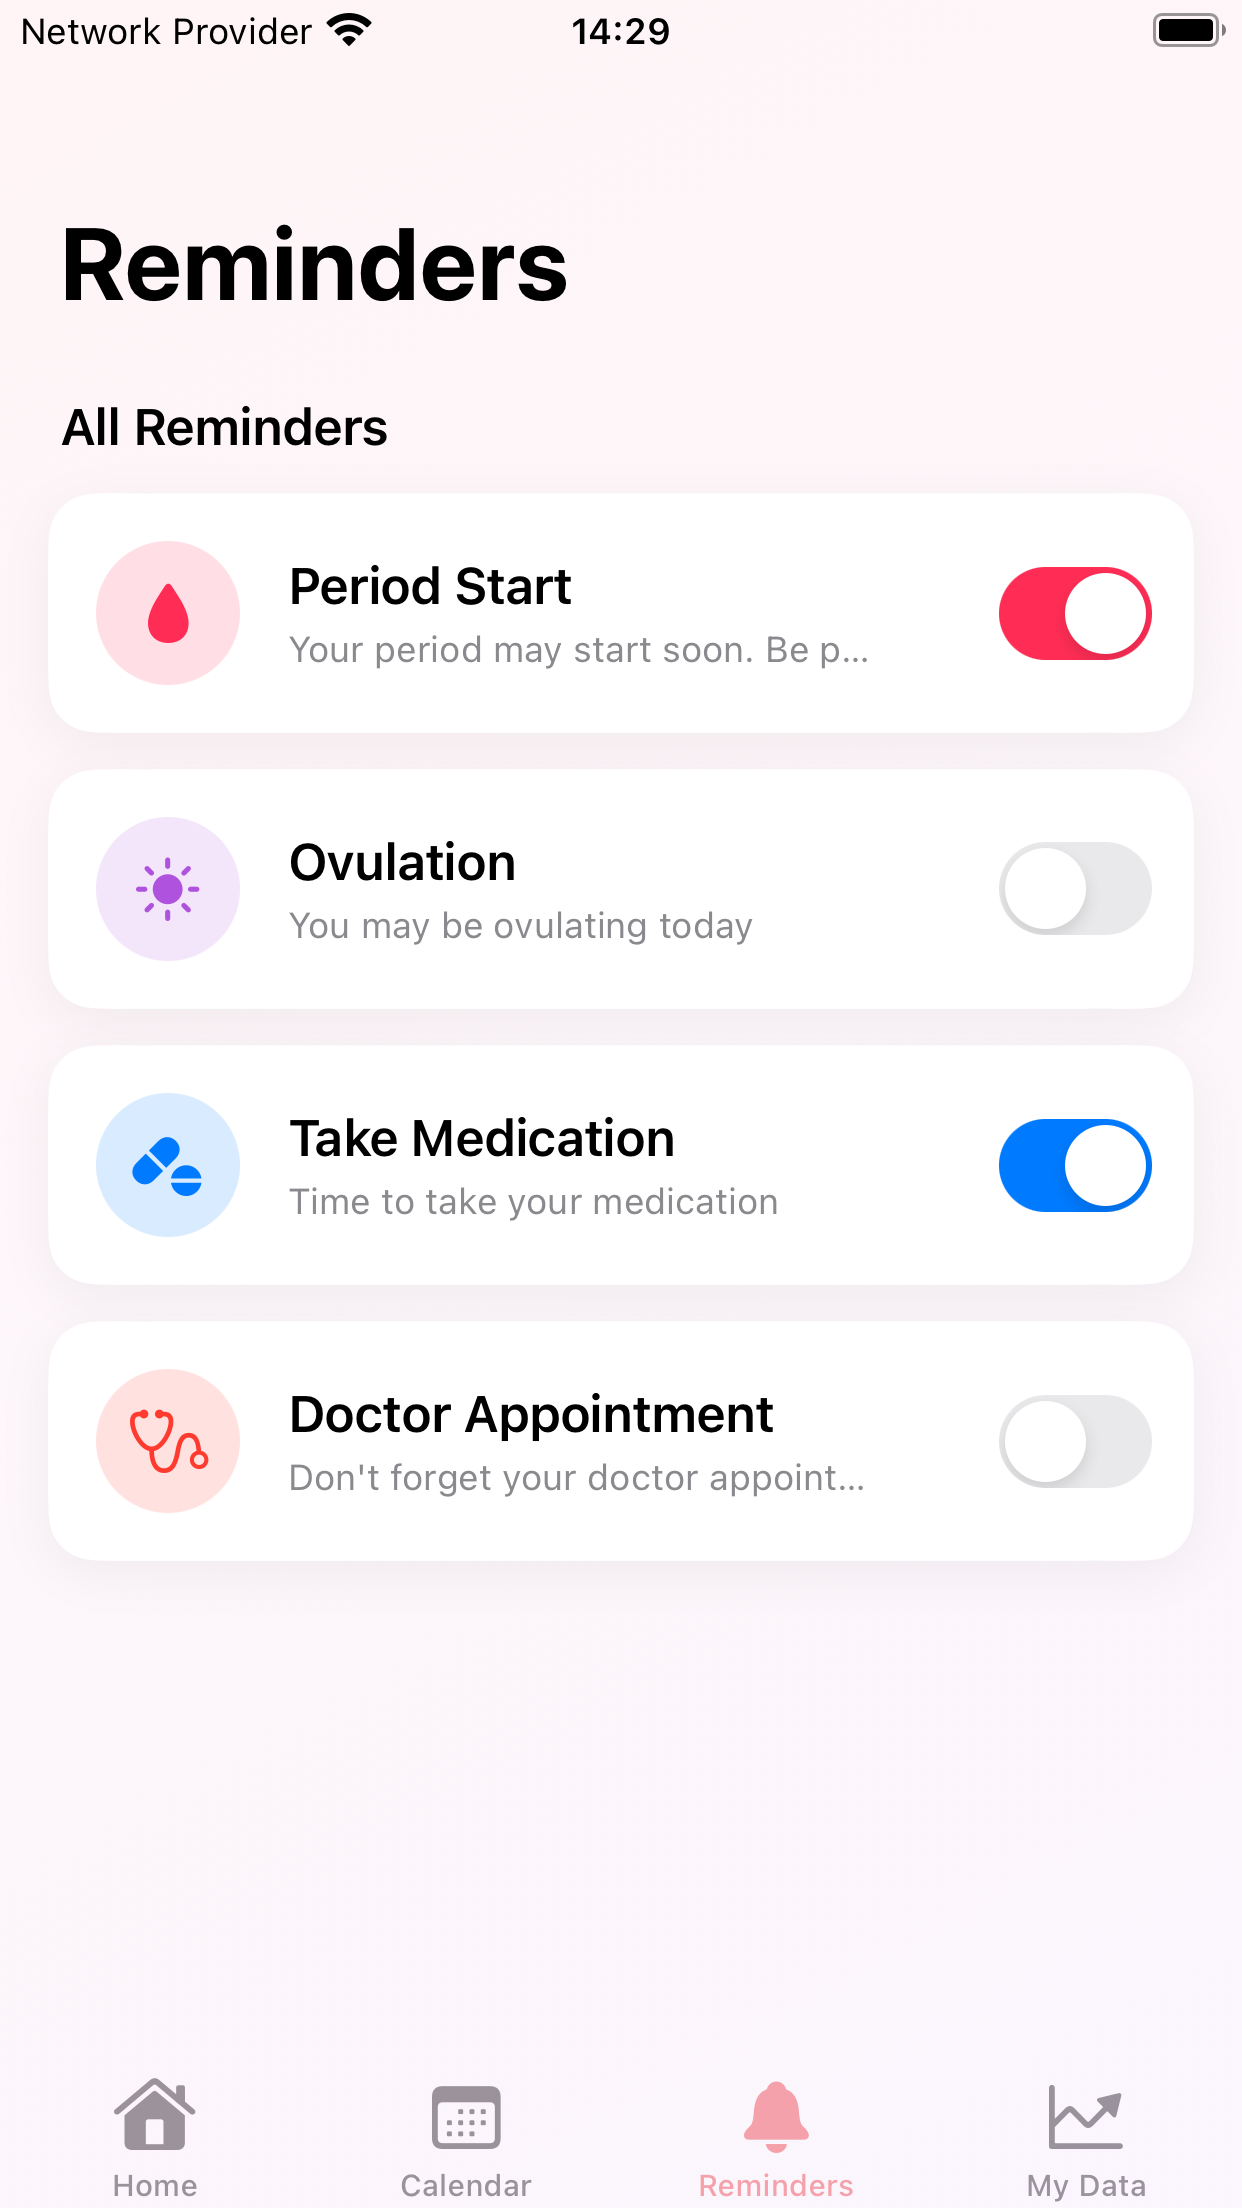 Network Provider 14:29
Reminders
All Reminders
Period Start
Your period may start soon. Be p...
Ovulation
You may be ovulating today
Take Medication
Time to take your medication
Doctor Appointment
Don't forget your doctor appoint...
Home Calendar Reminders My Data